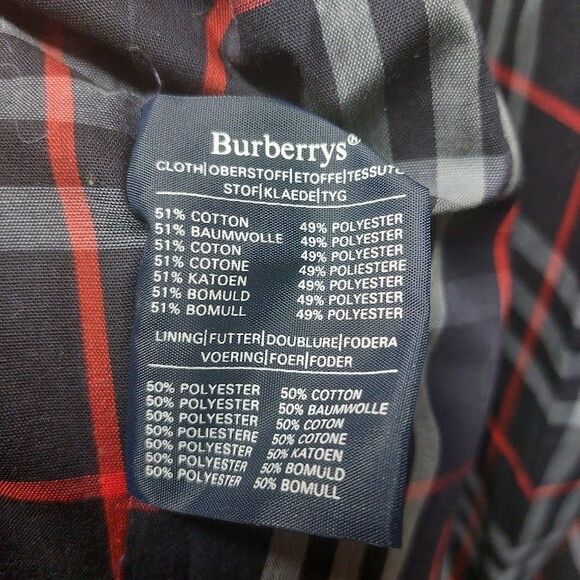 Burberrys®
CLOTH|OBERSTOFF|ETOFFE|TESSUTO
STOF|KLAEDE|TYG
51% COTTON 49% POLYESTER
51% BAUMWOLLE 49% POLYESTER
51% COTON 49% POLYESTER
51% COTONE 49% POLIESTERE
51% KATOEN 49% POLYESTER
51% BOMULD 49% POLYESTER
51% BOMULL 49% POLYESTER
LINING|FUTTER|DOUBLURE|FODERA
VOERING|FOER|FODER
50% POLYESTER 50% COTTON
50% POLYESTER 50% BAUMWOLLE
50% POLYESTER 50% COTON
50% POLIESTERE 50% COTONE
50% POLYESTER 50% KATOEN
50% POLYESTER 50% BOMULD
50% POLYESTER 50% BOMULL